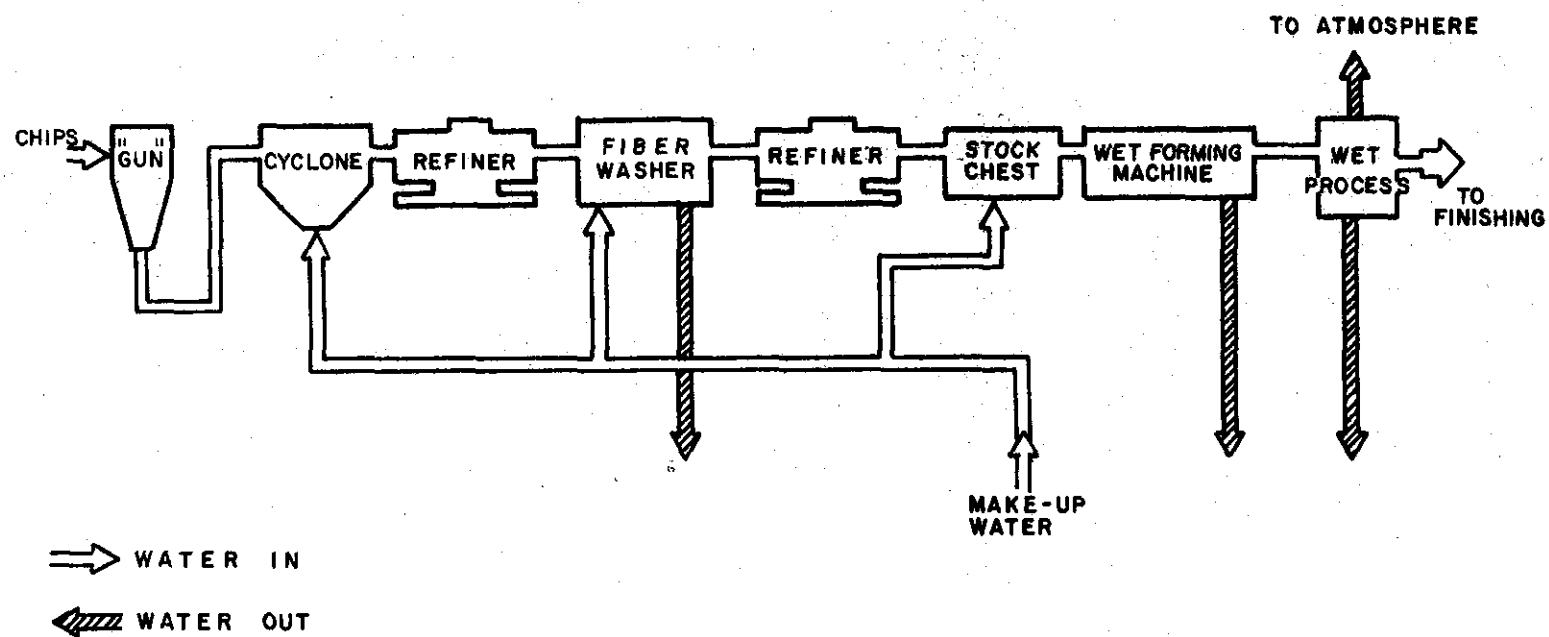 TO ATMOSPHERE
CHIPS
"GUN"
CYCLONE
REFINER
FIBER
WASHER
REFINER
STOCK
CHEST
WET FORMING
MACHINE
WET
PROCESS
TO
FINISHING
MAKE-UP
WATER
WATER IN
WATER OUT